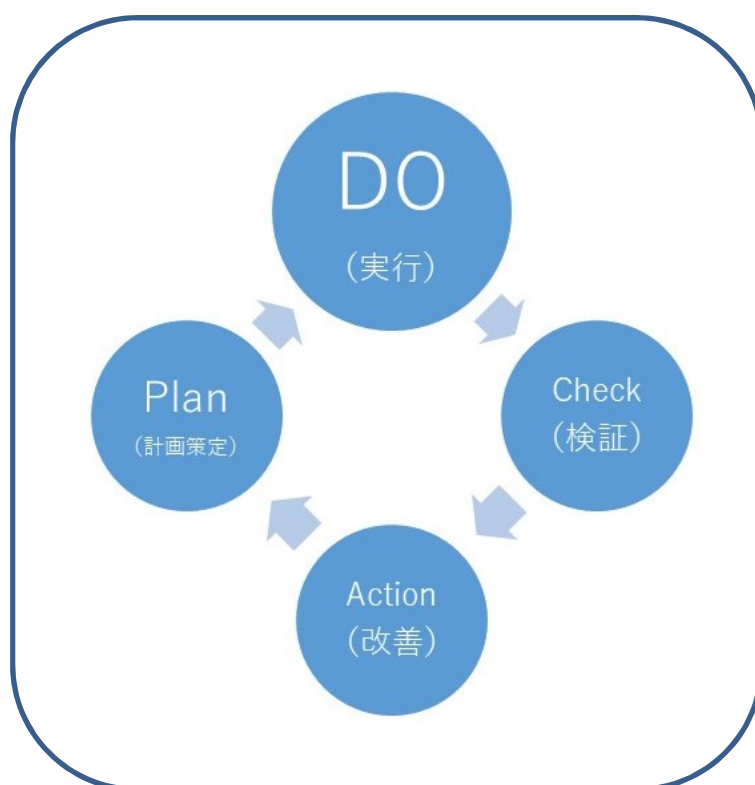 DO
（実行）
Plan
（計画策定）
Check
（検証）
Action
（改善）